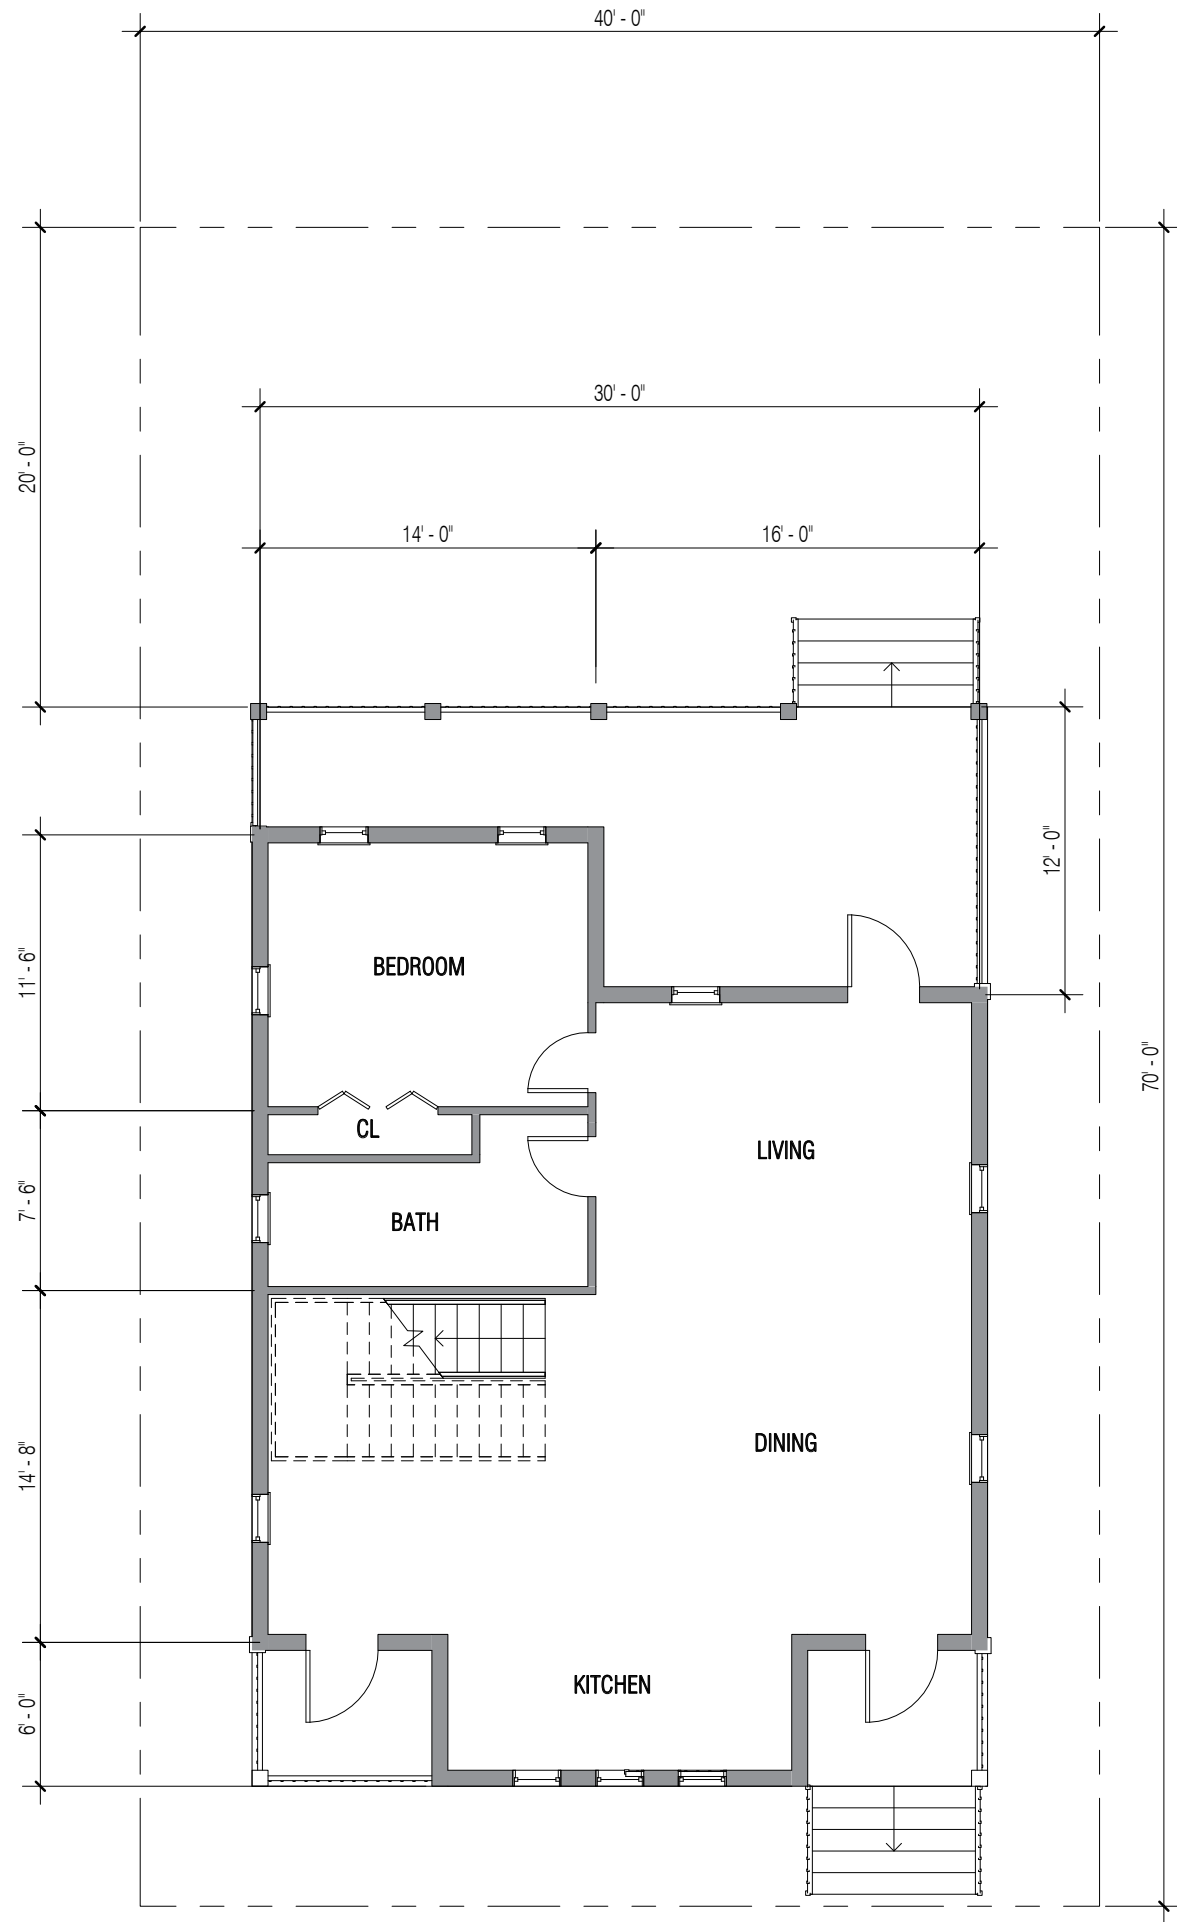 40' - 0"
30' - 0"
20' - 0"
14' - 0"
16' - 0"
12' - 0"
11' - 6"
BEDROOM
70' - 0"
CL
LIVING
7' - 6"
BATH
14' - 8"
DINING
KITCHEN
6' - 0"